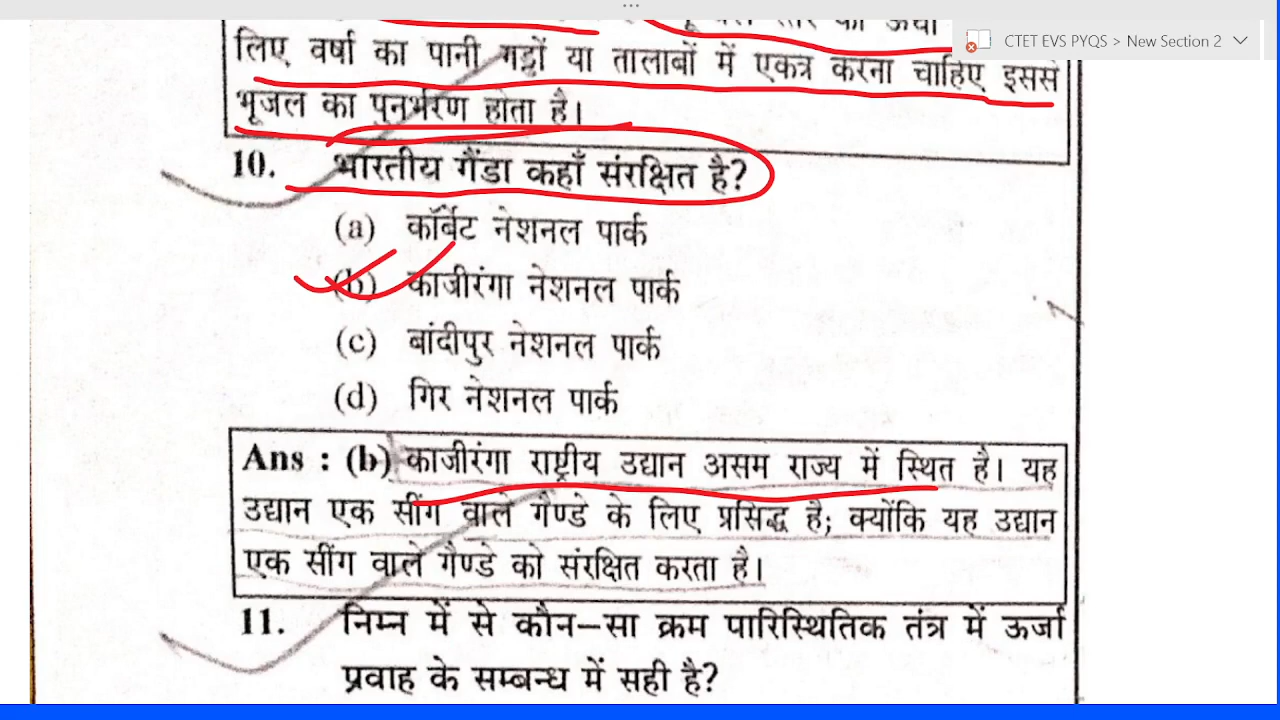 CTET EVS PYQS > New Section 2
लिए वर्षा का पानी गड्ढों या तालाबों में एकत्र करना चाहिए इससे
भूजल का पुनर्भरण होता है।
10. भारतीय गैंडा कहाँ संरक्षित है?
(a) कॉर्बेट नेशनल पार्क
(b) काजीरंगा नेशनल पार्क
(c) बांदीपुर नेशनल पार्क
(d) गिर नेशनल पार्क
Ans : (b) काजीरंगा राष्ट्रीय उद्यान असम राज्य में स्थित है। यह
उद्यान एक सींग वाले गैण्डे के लिए प्रसिद्ध है; क्योंकि यह उद्यान
एक सींग वाले गैण्डे को संरक्षित करता है।
11. निम्न में से कौन–सा क्रम पारिस्थितिक तंत्र में ऊर्जा
प्रवाह के सम्बन्ध में सही है?